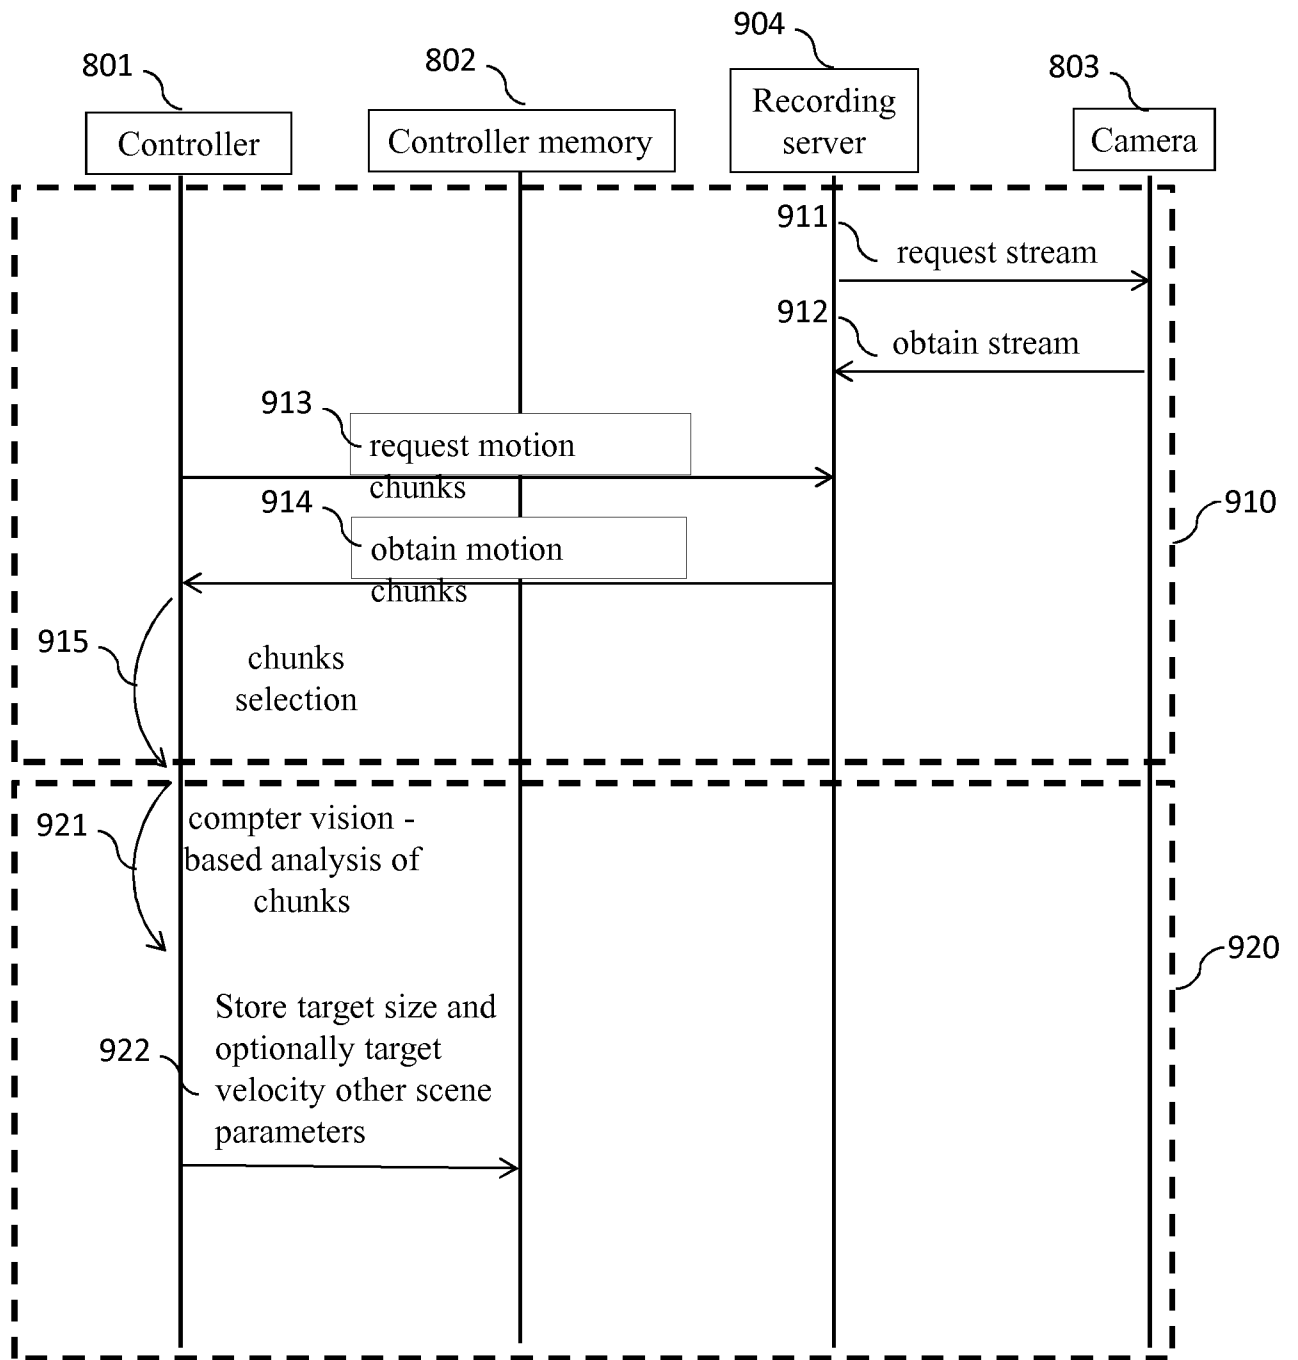 904
801
802
803
Recording
server
Controller
Controller memory
Camera
911
request stream
912
obtain stream
913
request motion
chunks
914
obtain motion
chunks
910
915
chunks
selection
921
compter vision -
based analysis of
chunks
920
Store target size and
optionally target
922
velocity other scene
parameters